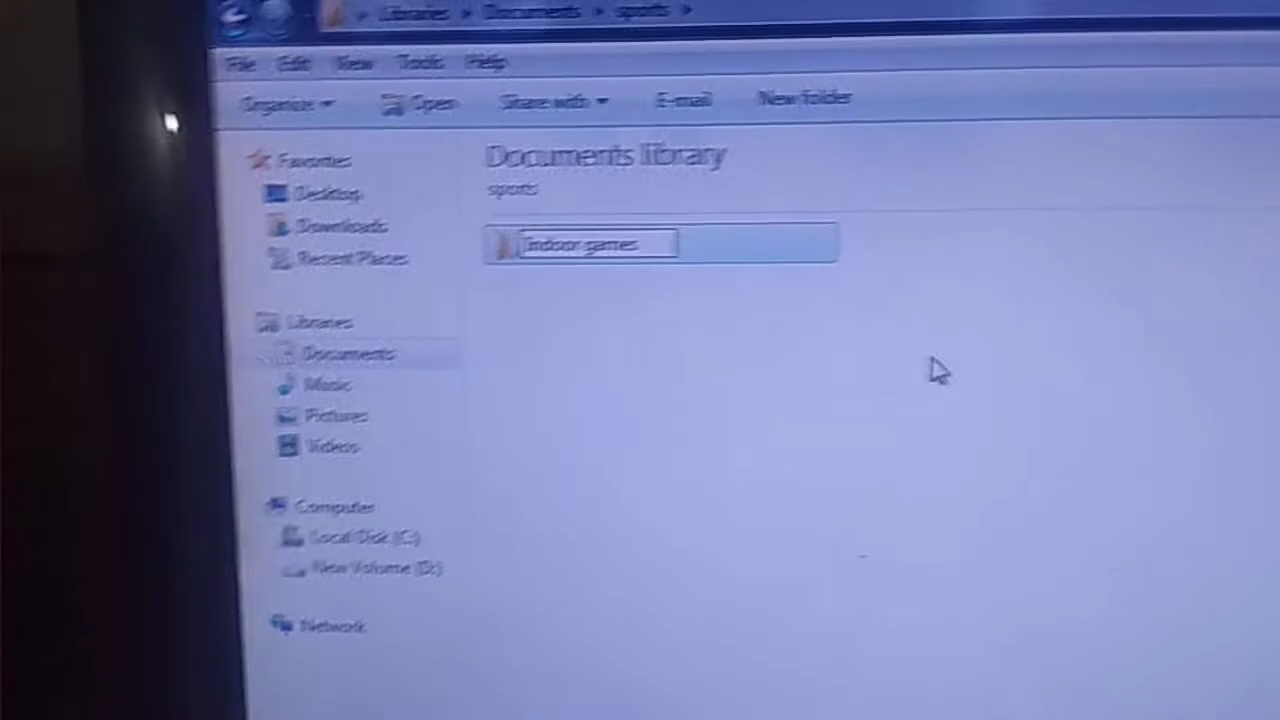 Libraries Documents sports
File Edit View Tools Help
Organize Open Share with E-mail New folder
Favorites
Desktop
Downloads
Recent Places
Libraries
Documents
Music
Pictures
Videos
Computer
Local Disk (C:)
New Volume (D:)
Network
Documents library
sports
Indoor games